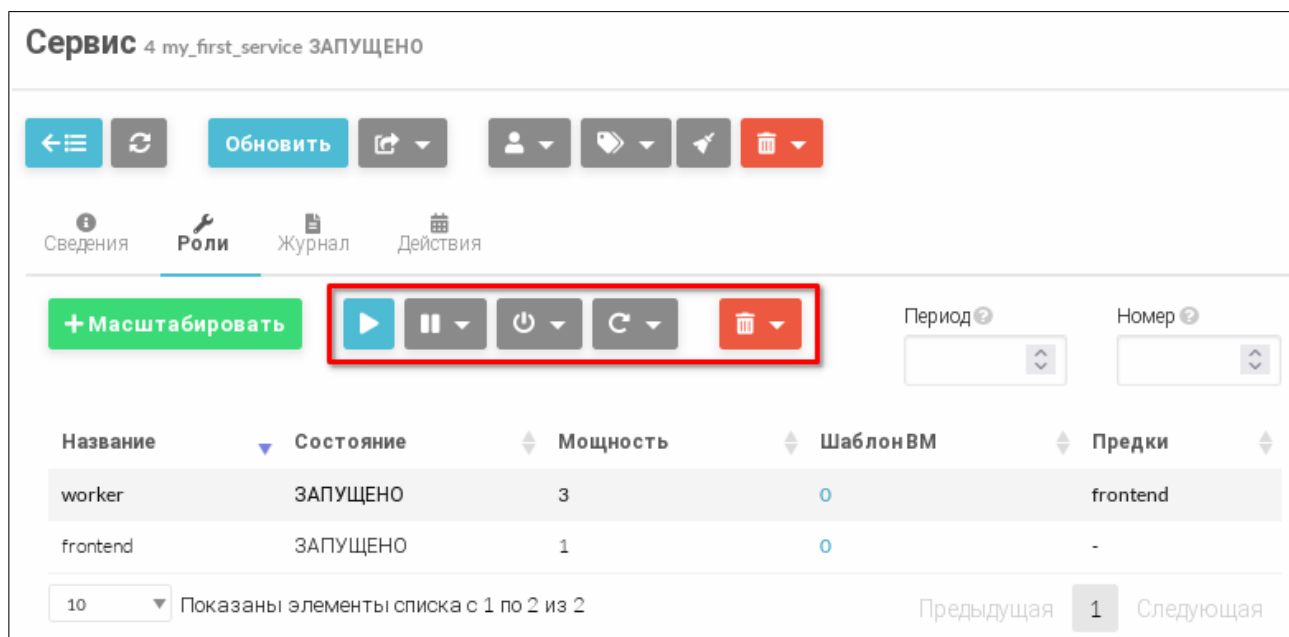 Сервис 4 my_first_service ЗАПУЩЕНО
Обновить
Сведения Роли Журнал Действия
+ Масштабировать
Период Номер
Название Состояние Мощность Шаблон ВМ Предки
worker ЗАПУЩЕНО 3 0 frontend
frontend ЗАПУЩЕНО 1 0 -
10 Показаны элементы списка с 1 по 2 из 2 Предыдущая 1 Следующая